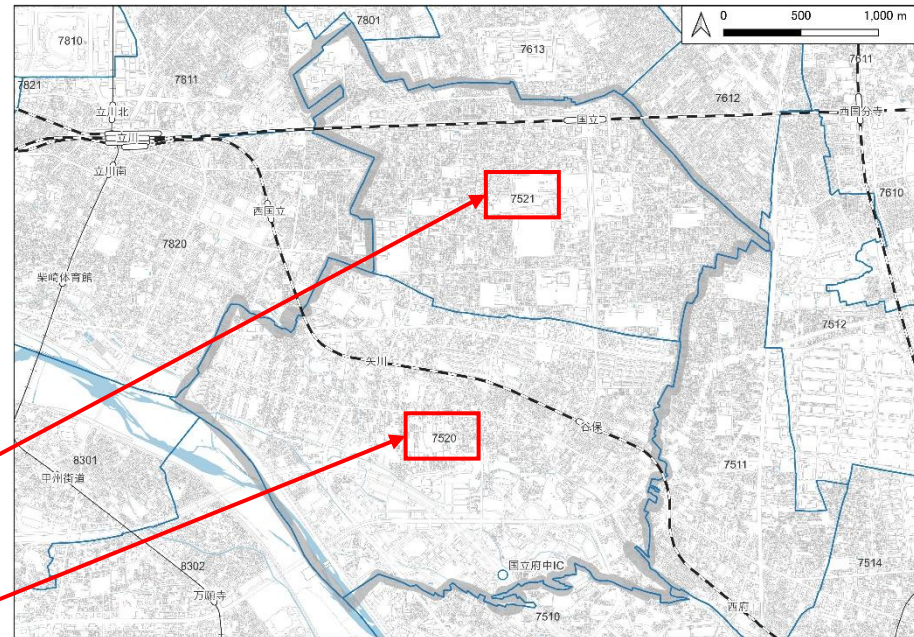 7801
0 500 1,000 m
7810
7613
7811
7611
7821
7612
立川北
西国分寺
国立
立川
立川南
7521
7610
西国立
7820
柴崎体育館
7512
矢川
谷保
7520
8301
7511
甲州街道
8302
国立府中IC
7514
万願寺
7510
西府